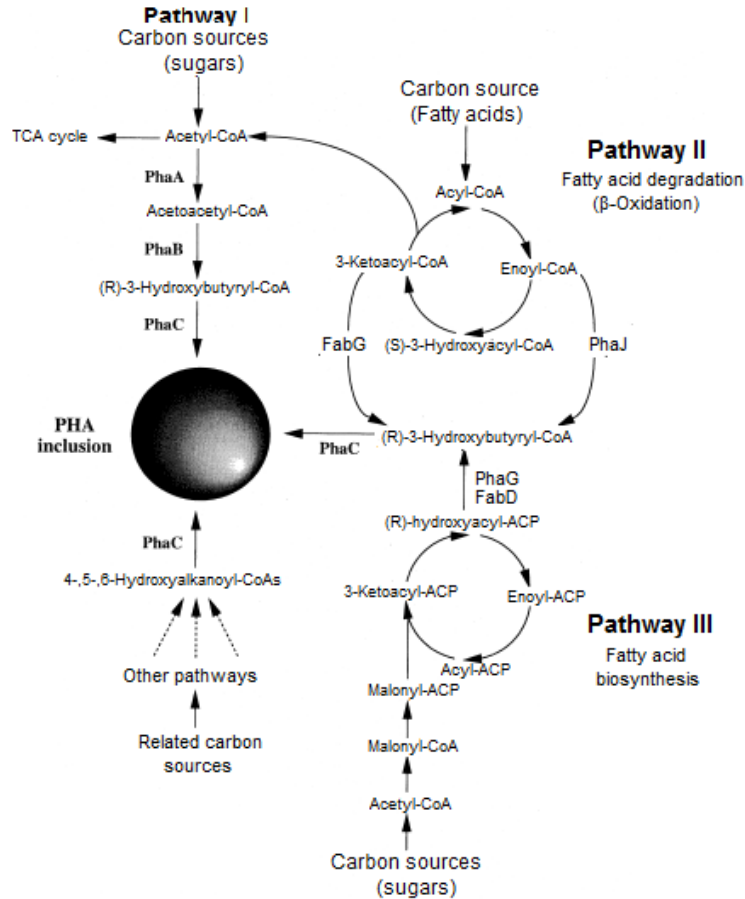 Pathway I
Carbon sources
(sugars)
TCA cycle
Acetyl-CoA
PhaA
Acetoacetyl-CoA
PhaB
(R)-3-Hydroxybutyryl-CoA
PhaC
PHA
inclusion
PhaC
4-,5-,6-Hydroxyalkanoyl-CoAs
Other pathways
Related carbon
sources
Carbon source
(Fatty acids)
Pathway II
Fatty acid degradation
(β-Oxidation)
Acyl-CoA
3-Ketoacyl-CoA
Enoyl-CoA
(S)-3-Hydroxyacyl-CoA
FabG
PhaJ
(R)-3-Hydroxybutyryl-CoA
PhaC
PhaG
FabD
(R)-hydroxyacyl-ACP
3-Ketoacyl-ACP
Enoyl-ACP
Acyl-ACP
Pathway III
Fatty acid
biosynthesis
Malonyl-ACP
Malonyl-CoA
Acetyl-CoA
Carbon sources
(sugars)